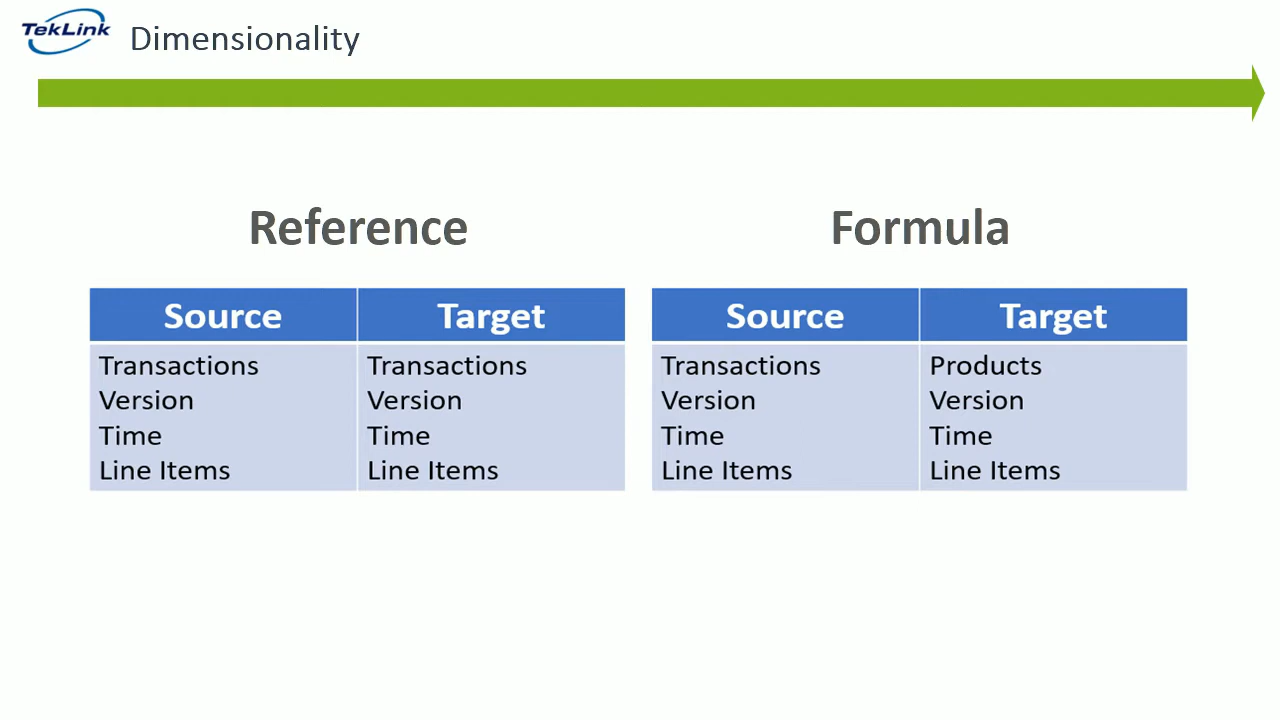 TekLink
Dimensionality
Reference
Source Target
Transactions Transactions
Version Version
Time Time
Line Items Line Items
Formula
Source Target
Transactions Products
Version Version
Time Time
Line Items Line Items